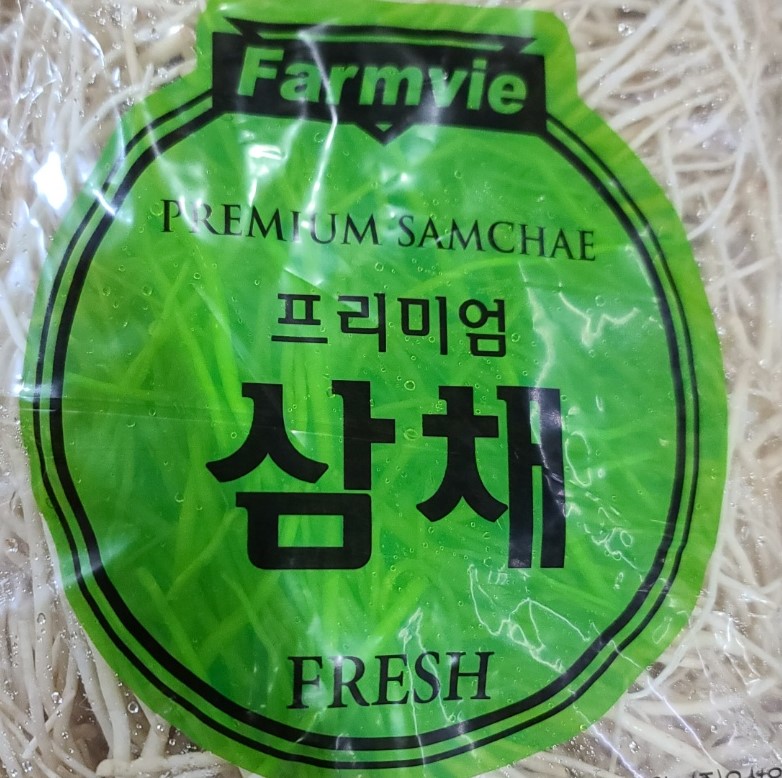 Farmvie
PREMIUM SAMCHAE
프리미엄
삼채
FRESH